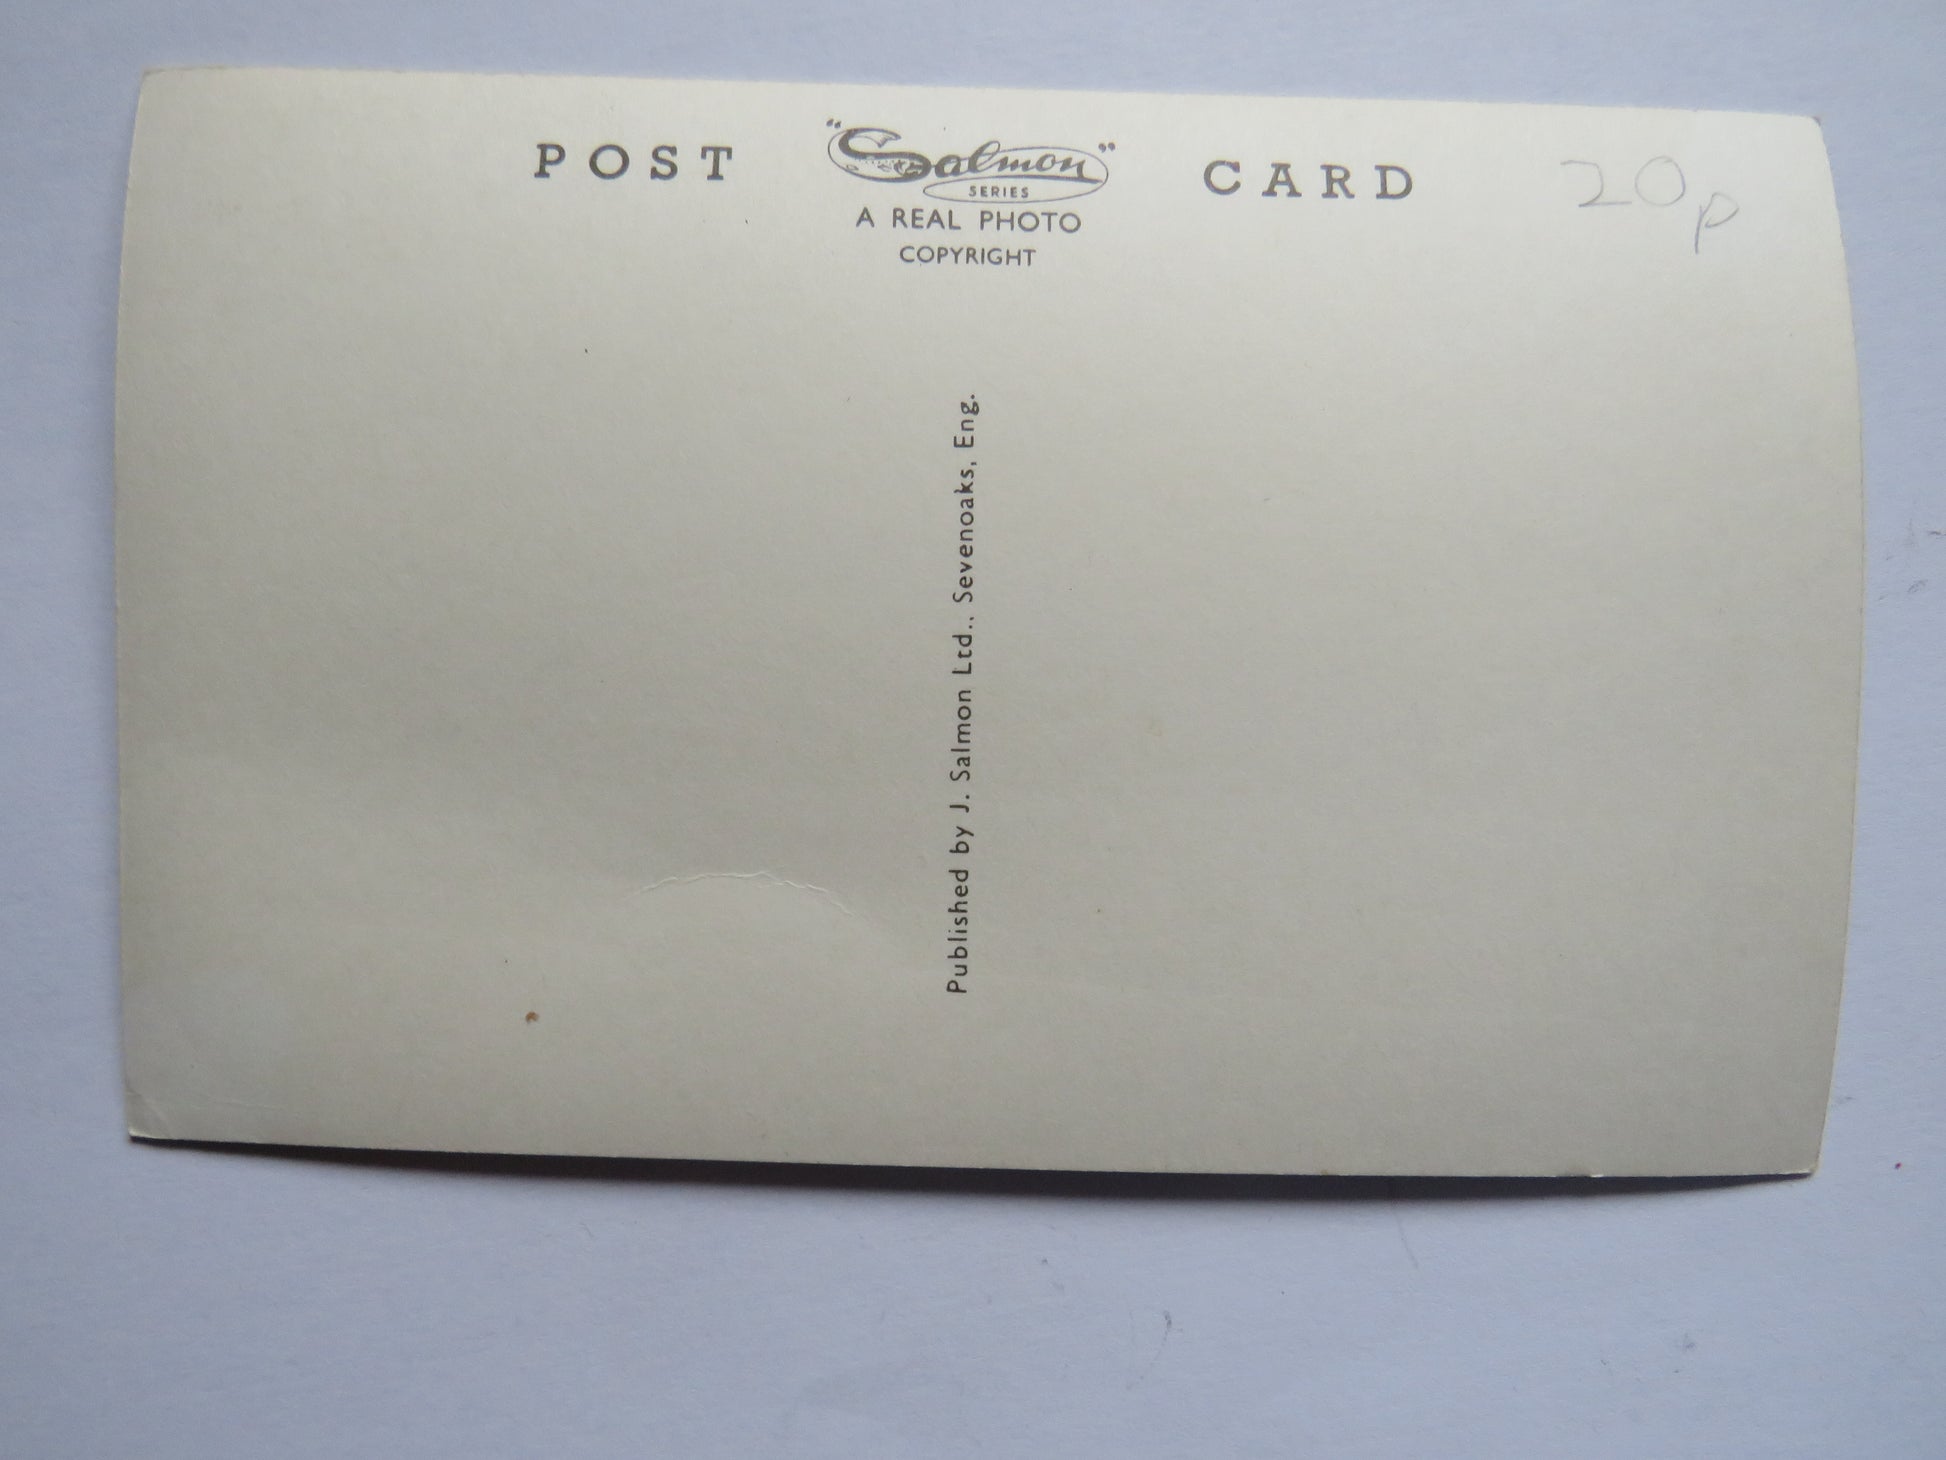 POST "Salmon" CARD
SERIES
A REAL PHOTO
COPYRIGHT
20p
Published by J. Salmon Ltd., Sevenoaks, Eng.